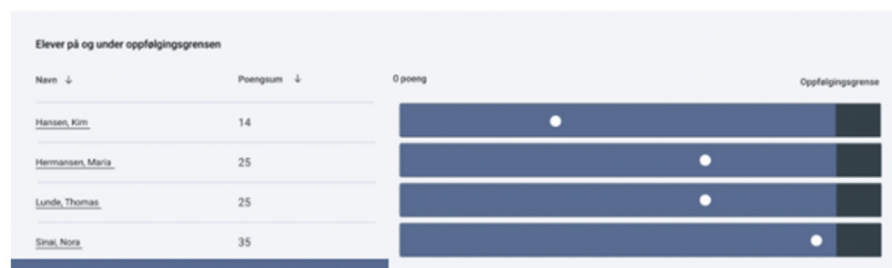 Elever på og under oppfølgingsgrensen
Navn ↓ Poengsum ↓ 0 poeng Oppfølgingsgrense
Hansen, Kim 14
Hermansen, Maria 25
Lunde, Thomas 25
Sinai, Nora 35